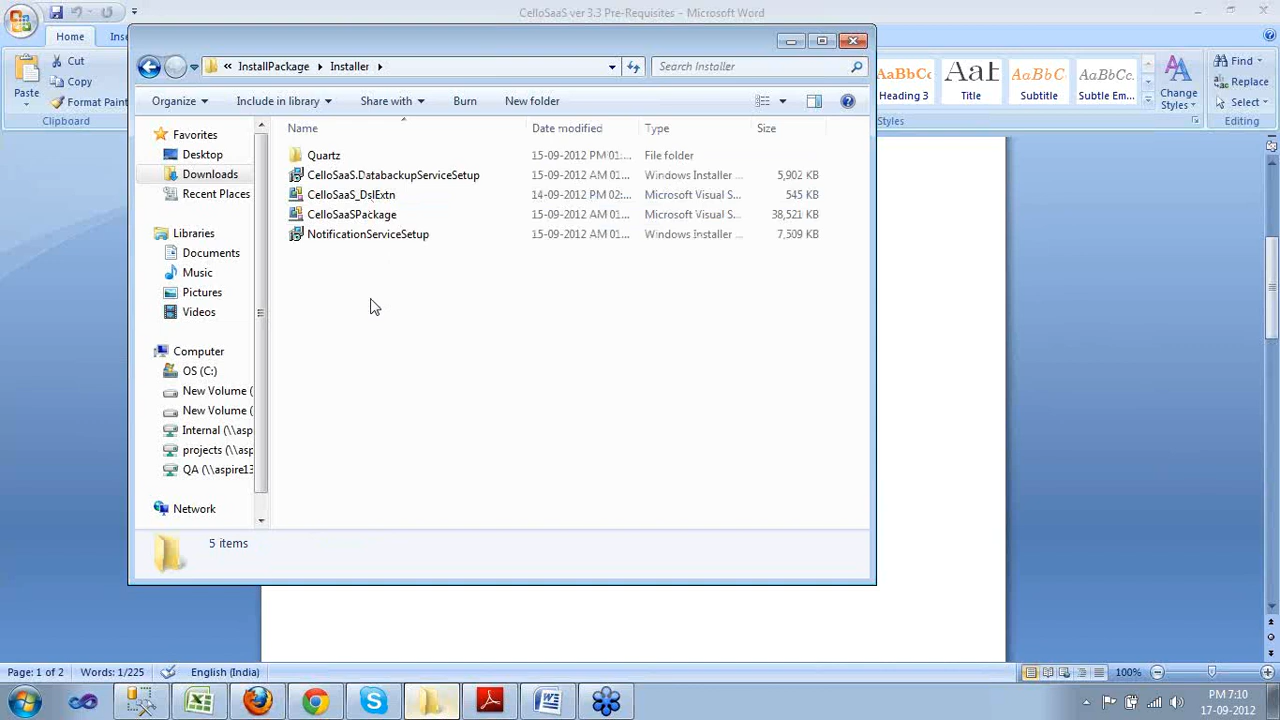 CelloSaaS ver 3.3 Pre-Requisites - Microsoft Word
Home Inse
Cut
Copy
Format Paint
Paste
Clipboard
AaBbCc AaB AaBbCc. AaBbCc.
Heading 3 Title Subtitle Subtle Em...
Change Styles
Styles
Find
Replace
Select
Editing
« InstallPackage Installer
Search Installer
Organize Include in library Share with Burn New folder
Name Date modified Type Size
Quartz 15-09-2012 PM 01:... File folder
CelloSaaS.DatabackupServiceSetup 15-09-2012 AM 01... Windows Installer ... 5,902 KB
CelloSaaS_DslExtn 14-09-2012 PM 02:... Microsoft Visual S... 545 KB
CelloSaaSPackage 15-09-2012 AM 01... Microsoft Visual S... 38,521 KB
NotificationServiceSetup 15-09-2012 AM 01... Windows Installer ... 7,309 KB
Favorites
Desktop
Downloads
Recent Places
Libraries
Documents
Music
Pictures
Videos
Computer
OS (C:)
New Volume (
New Volume (
Internal (\\asp
projects (\\asp
QA (\\aspire13
Network
5 items
Page: 1 of 2 Words: 1/225 English (India) 100%
PM 7:10
17-09-2012